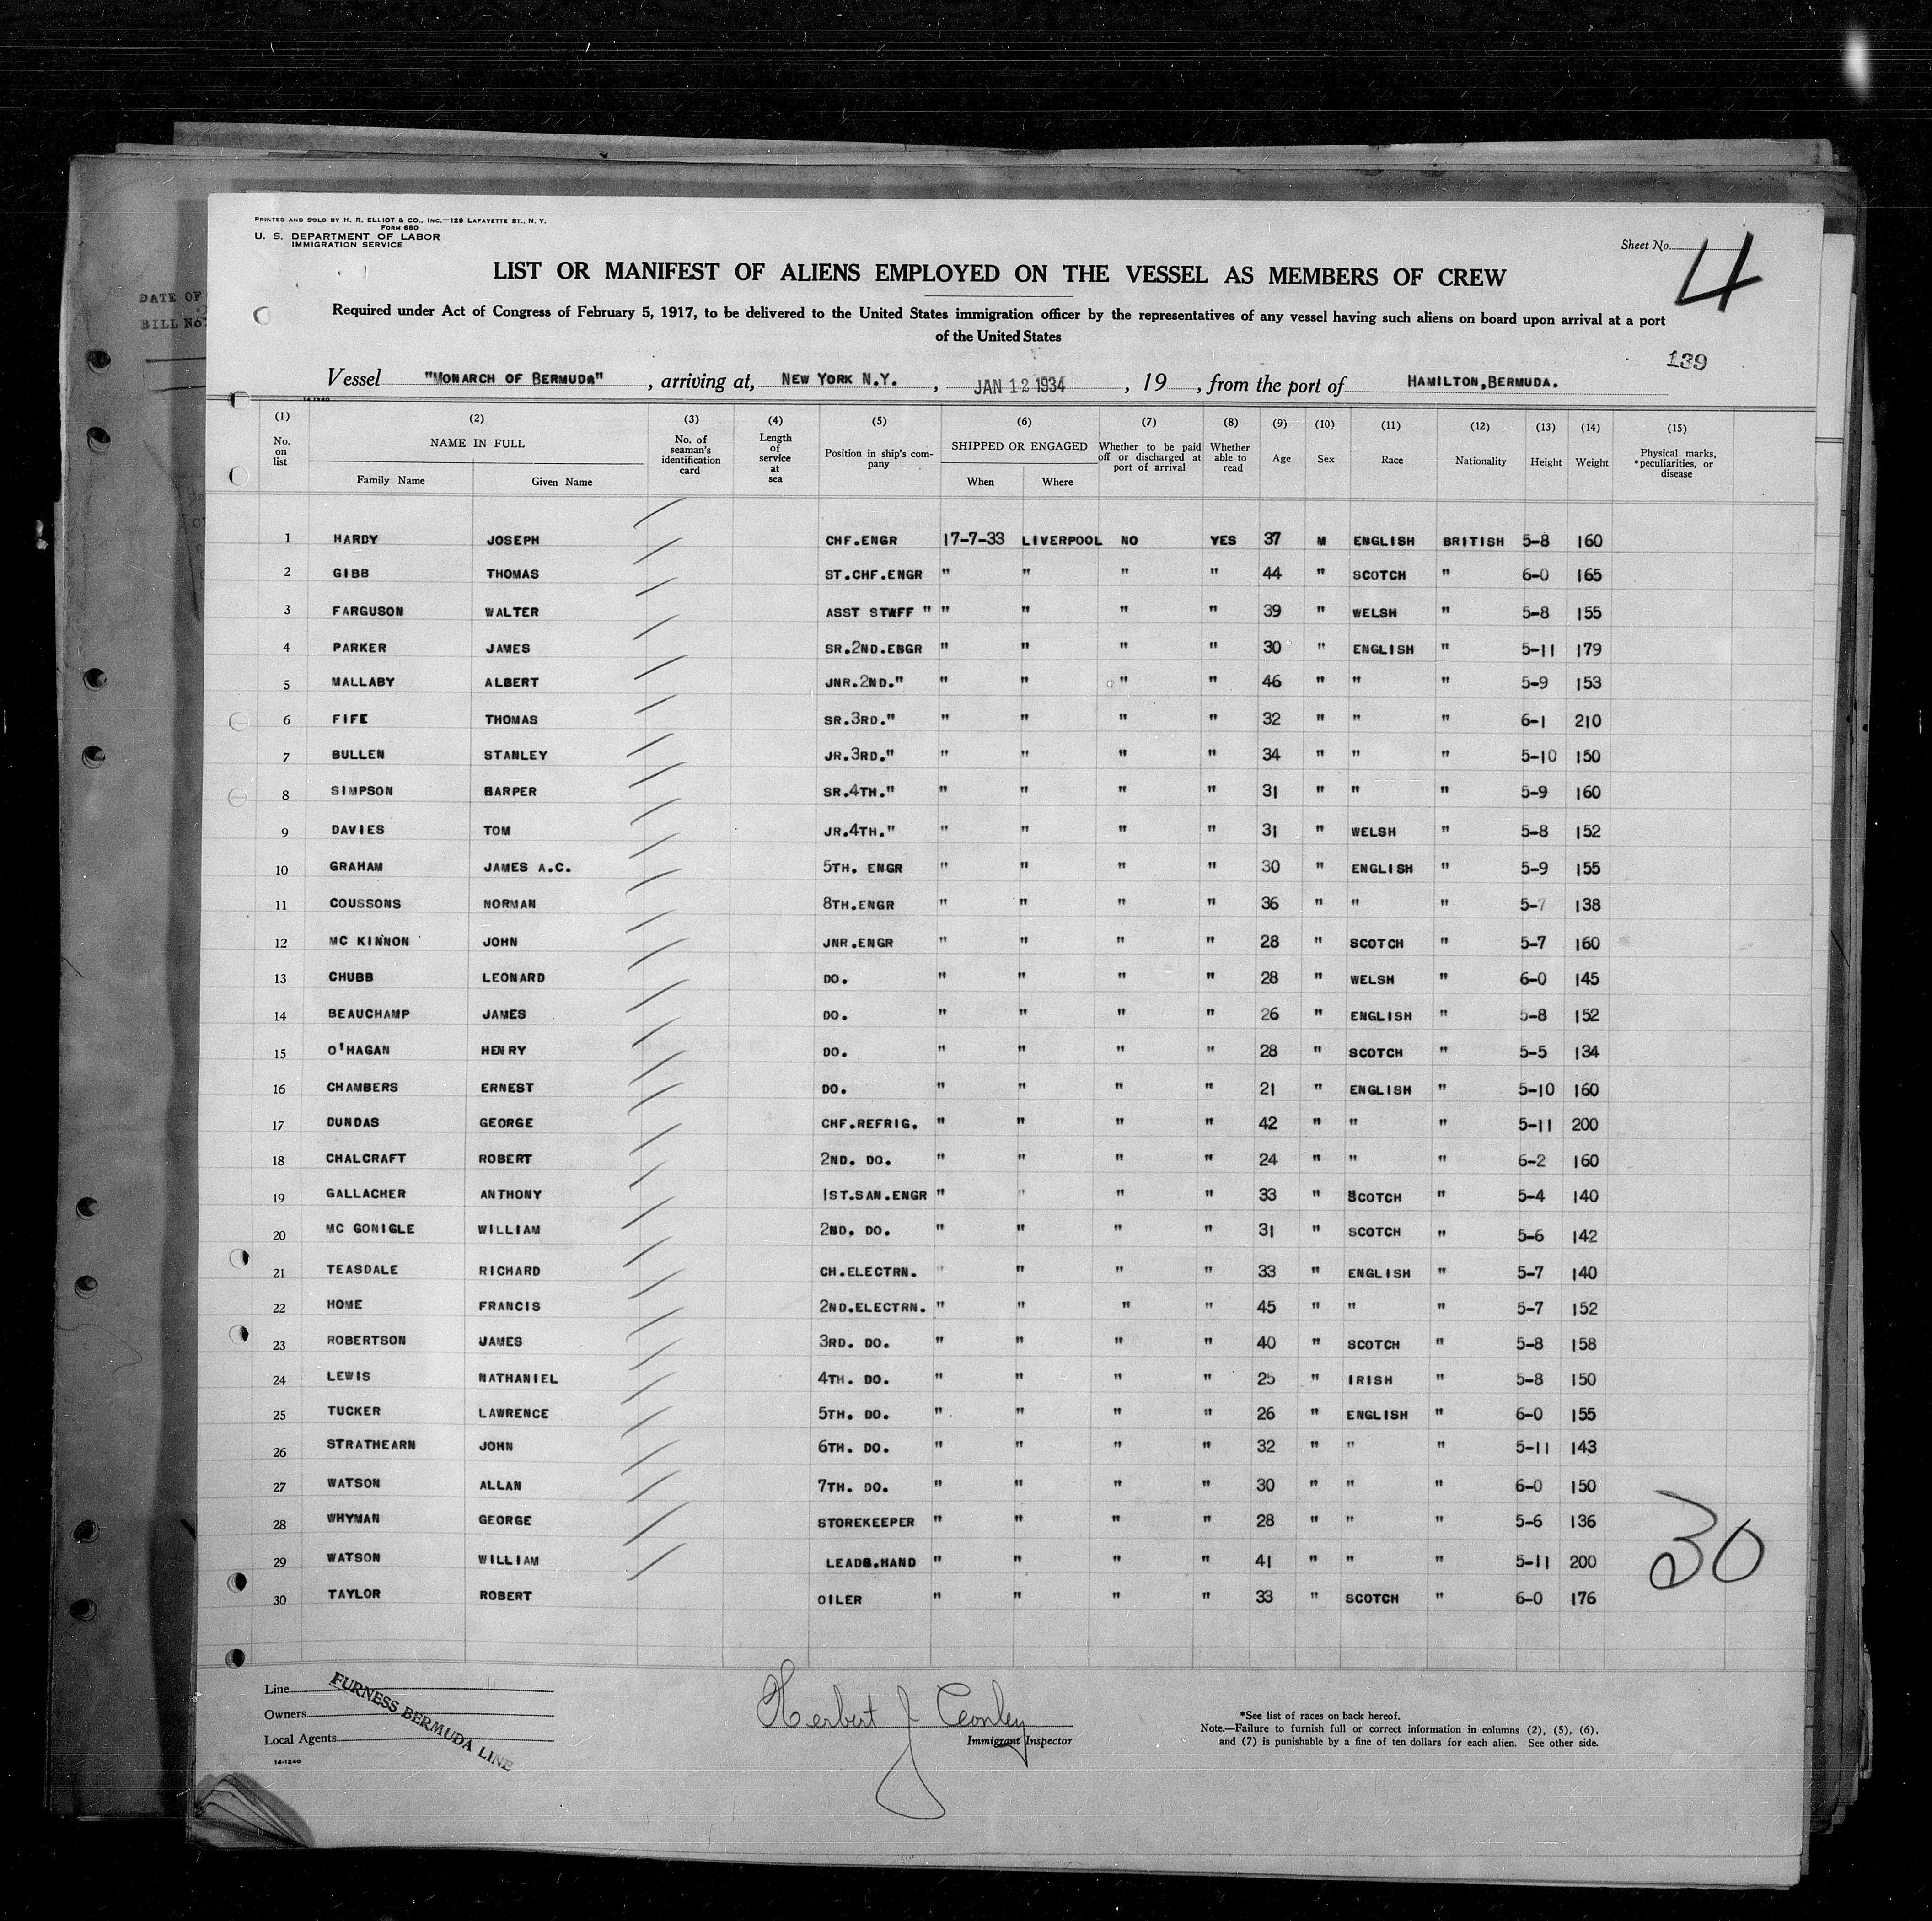 PRINTED AND SOLD BY H. R. ELLIOT & CO., INC.—129 LAFAYETTE ST., N. Y.
FORM 680
U. S. DEPARTMENT OF LABOR
IMMIGRATION SERVICE
Sheet No. 4
LIST OR MANIFEST OF ALIENS EMPLOYED ON THE VESSEL AS MEMBERS OF CREW
DATE OF
BILL No.
Required under Act of Congress of February 5, 1917, to be delivered to the United States immigration officer by the representatives of any vessel having such aliens on board upon arrival at a port
of the United States
139
Vessel "MONARCH OF BERMUDA", arriving at, NEW YORK N.Y., JAN 12 1934, 19 , from the port of HAMILTON,BERMUDA.
14-1240
(1) (2) (3) (4) (5) (6) (7) (8) (9) (10) (11) (12) (13) (14) (15)
No. on list
NAME IN FULL
Family Name Given Name
No. of seaman's identification card
Length of service at sea
Position in ship's company
SHIPPED OR ENGAGED
When Where
Whether to be paid off or discharged at port of arrival
Whether able to read
Age
Sex
Race
Nationality
Height
Weight
Physical marks, *peculiarities, or disease
1 HARDY JOSEPH CHF.ENGR 17-7-33 LIVERPOOL NO YES 37 M ENGLISH BRITISH 5-8 160
2 GIBB THOMAS ST.CHF.ENGR " " " " 44 " SCOTCH " 6-0 165
3 FARGUSON WALTER ASST STWFF " " " " " 39 " WELSH " 5-8 155
4 PARKER JAMES SR.2ND.ENGR " " " " 30 " ENGLISH " 5-11 179
5 MALLABY ALBERT JNR.2ND." " " " " 46 " " " 5-9 153
6 FIFE THOMAS SR.3RD." " " " " 32 " " " 6-1 210
7 BULLEN STANLEY JR.3RD." " " " " 34 " " " 5-10 150
8 SIMPSON BARPER SR.4TH." " " " " 31 " " " 5-9 160
9 DAVIES TOM JR.4TH." " " " " 31 " WELSH " 5-8 152
10 GRAHAM JAMES A.C. 5TH. ENGR " " " " 30 " ENGLISH " 5-9 155
11 COUSSONS NORMAN 8TH.ENGR " " " " 36 " " " 5-7 138
12 MC KINNON JOHN JNR.ENGR " " " " 28 " SCOTCH " 5-7 160
13 CHUBB LEONARD DO. " " " " 28 " WELSH " 6-0 145
14 BEAUCHAMP JAMES DO. " " " " 26 " ENGLISH " 5-8 152
15 O'HAGAN HENRY DO. " " " " 28 " SCOTCH " 5-5 134
16 CHAMBERS ERNEST DO. " " " " 21 " ENGLISH " 5-10 160
17 DUNDAS GEORGE CHF.REFRIG. " " " " 42 " " " 5-11 200
18 CHALCRAFT ROBERT 2ND. DO. " " " " 24 " " " 6-2 160
19 GALLACHER ANTHONY 1ST.SAN.ENGR " " " " 33 " SCOTCH " 5-4 140
20 MC GONIGLE WILLIAM 2ND. DO. " " " " 31 " SCOTCH " 5-6 142
21 TEASDALE RICHARD CH.ELECTRN. " " " " 33 " ENGLISH " 5-7 140
22 HOME FRANCIS 2ND.ELECTRN. " " " " 45 " " " 5-7 152
23 ROBERTSON JAMES 3RD. DO. " " " " 40 " SCOTCH " 5-8 158
24 LEWIS NATHANIEL 4TH. DO. " " " " 25 " IRISH " 5-8 150
25 TUCKER LAWRENCE 5TH. DO. " " " " 26 " ENGLISH " 6-0 155
26 STRATHEARN JOHN 6TH. DO. " " " " 32 " " " 5-11 143
27 WATSON ALLAN 7TH. DO. " " " " 30 " " " 6-0 150
28 WHYMAN GEORGE STOREKEEPER " " " " 28 " " " 5-6 136
29 WATSON WILLIAM LEADG.HAND " " " " 41 " " " 5-11 200
30 TAYLOR ROBERT OILER " " " " 33 " SCOTCH " 6-0 176
30
Line
Owners
Local Agents
FURNESS BERMUDA LINE
14-1240
Herbert J Conley
Immigrant Inspector
*See list of races on back hereof.
Note.—Failure to furnish full or correct information in columns (2), (5), (6),
and (7) is punishable by a fine of ten dollars for each alien. See other side.